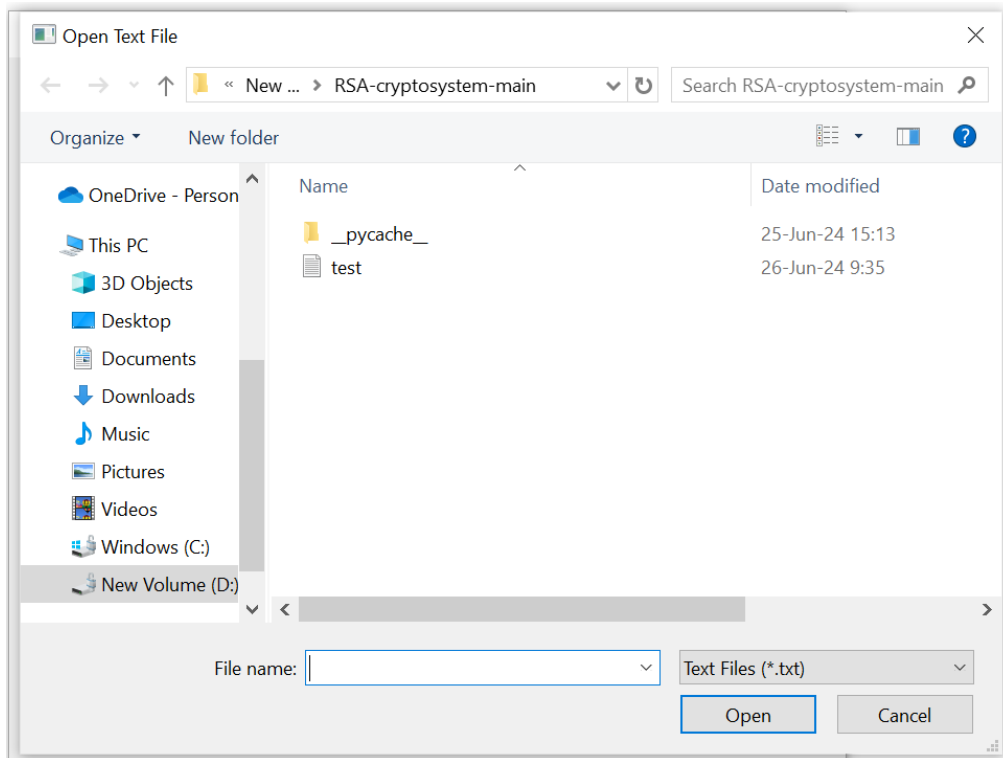 Open Text File
« New ... > RSA-cryptosystem-main
Search RSA-cryptosystem-main
Organize
New folder
?
OneDrive - Person
This PC
3D Objects
Desktop
Documents
Downloads
Music
Pictures
Videos
Windows (C:)
New Volume (D:)
Name
Date modified
__pycache__
25-Jun-24 15:13
test
26-Jun-24 9:35
File name:
Text Files (*.txt)
Open
Cancel